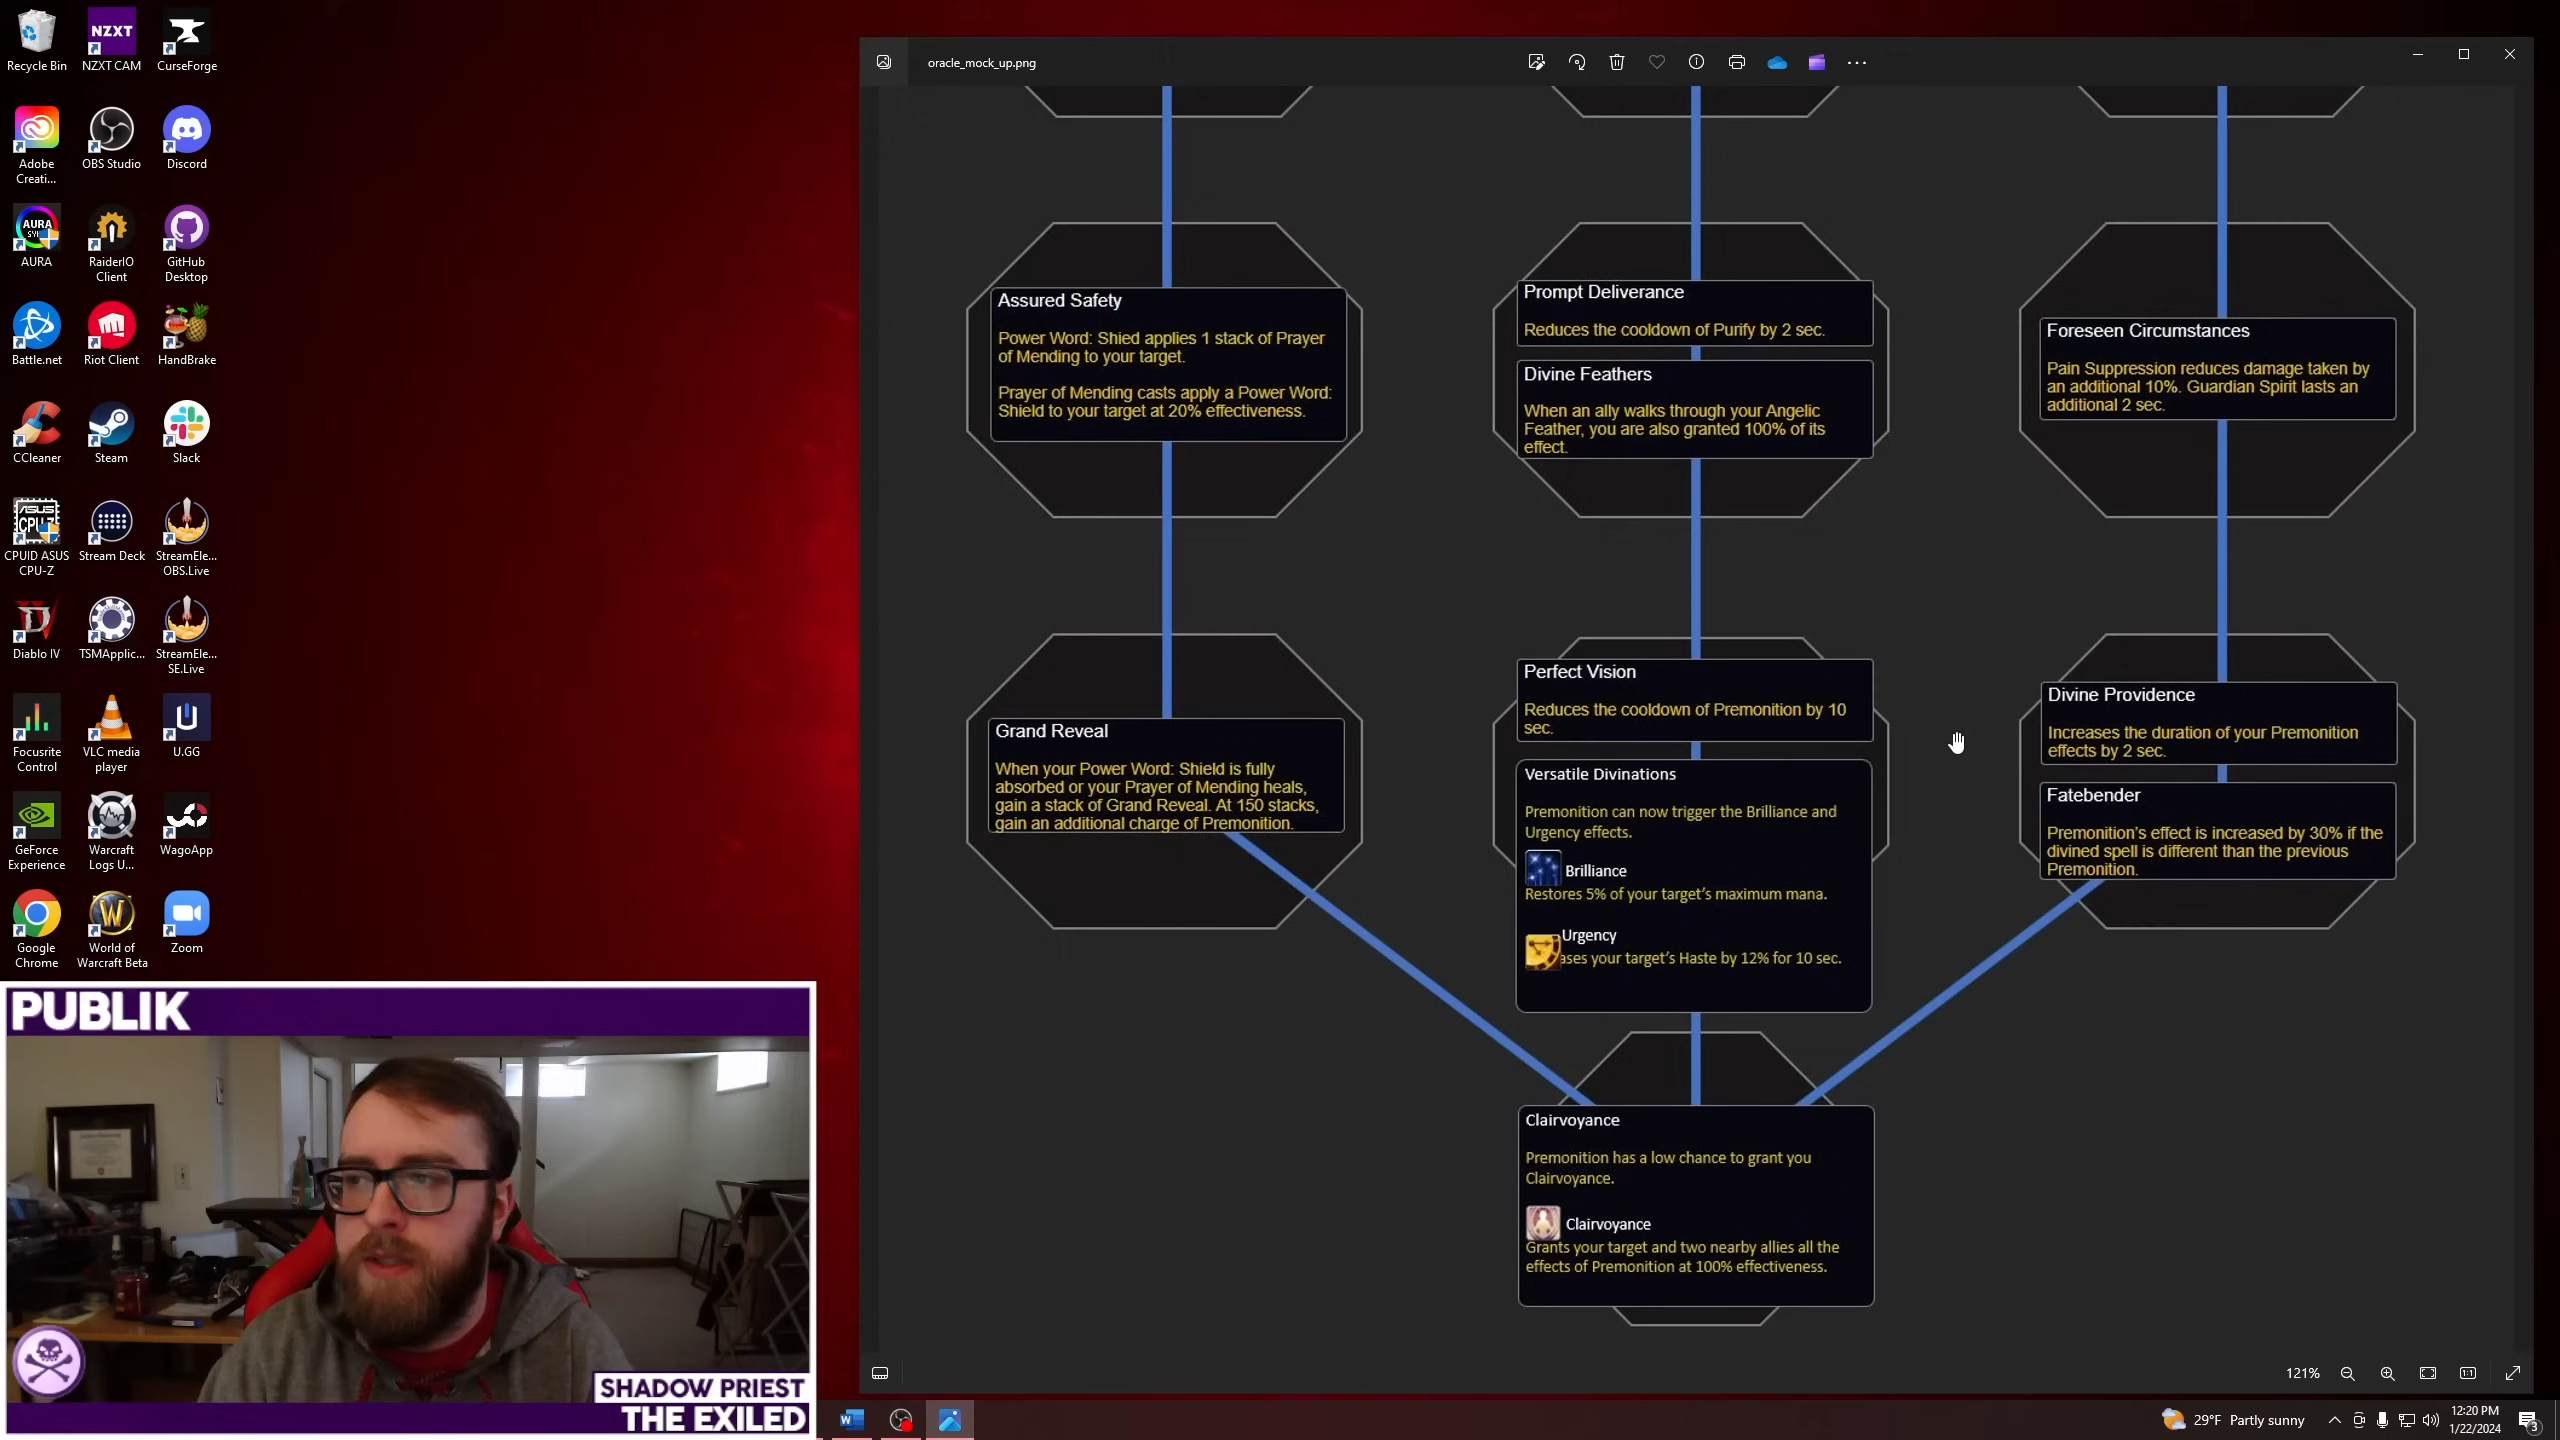 Recycle Bin
NZXT
NZXT CAM
CurseForge
Adobe
Creati...
OBS Studio
Discord
AURA
AURA
RaiderIO
Client
GitHub
Desktop
Battle.net
Riot Client
HandBrake
CCleaner
Steam
Slack
ASUS
CPU-Z
CPUID ASUS
CPU-Z
Stream Deck
StreamEle...
OBS.Live
Diablo IV
TSMApplic...
StreamEle...
SE.Live
Focusrite
Control
VLC media
player
U.GG
GeForce
Experience
Warcraft
Logs U...
WagoApp
Google
Chrome
World of
Warcraft Beta
Zoom
oracle_mock_up.png
Assured Safety
Power Word: Shied applies 1 stack of Prayer
of Mending to your target.
Prayer of Mending casts apply a Power Word:
Shield to your target at 20% effectiveness.
Prompt Deliverance
Reduces the cooldown of Purify by 2 sec.
Divine Feathers
When an ally walks through your Angelic
Feather, you are also granted 100% of its
effect.
Foreseen Circumstances
Pain Suppression reduces damage taken by
an additional 10%. Guardian Spirit lasts an
additional 2 sec.
Grand Reveal
When your Power Word: Shield is fully
absorbed or your Prayer of Mending heals,
gain a stack of Grand Reveal. At 150 stacks,
gain an additional charge of Premonition.
Perfect Vision
Reduces the cooldown of Premonition by 10
sec.
Versatile Divinations
Premonition can now trigger the Brilliance and
Urgency effects.
Brilliance
Restores 5% of your target's maximum mana.
Urgency
ases your target's Haste by 12% for 10 sec.
Divine Providence
Increases the duration of your Premonition
effects by 2 sec.
Fatebender
Premonition's effect is increased by 30% if the
divined spell is different than the previous
Premonition.
Clairvoyance
Premonition has a low chance to grant you
Clairvoyance.
Clairvoyance
Grants your target and two nearby allies all the
effects of Premonition at 100% effectiveness.
121%
PUBLIK
SHADOW PRIEST
THE EXILED
29°F Partly sunny
12:20 PM
1/22/2024
3